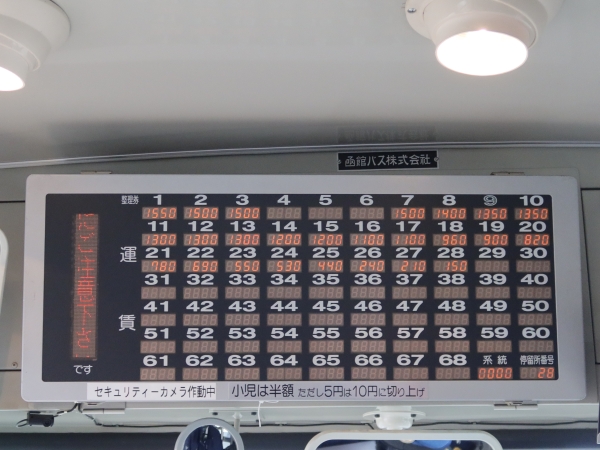 函館バス株式会社
整理券 1 2 3 4 5 6 7 8 9 10
1550 1500 1500 1500 1400 1350 1350
11 12 13 14 15 16 17 18 19 20
1300 1300 1300 1200 1200 1100 1100 960 900 820
21 22 23 24 25 26 27 28 29 30
780 690 550 530 440 240 210 150
31 32 33 34 35 36 37 38 39 40
41 42 43 44 45 46 47 48 49 50
51 52 53 54 55 56 57 58 59 60
61 62 63 64 65 66 67 68 系統 停留所番号
0000 28
運賃
です
セキュリティーカメラ作動中
小児は半額 ただし5円は10円に切り上げ